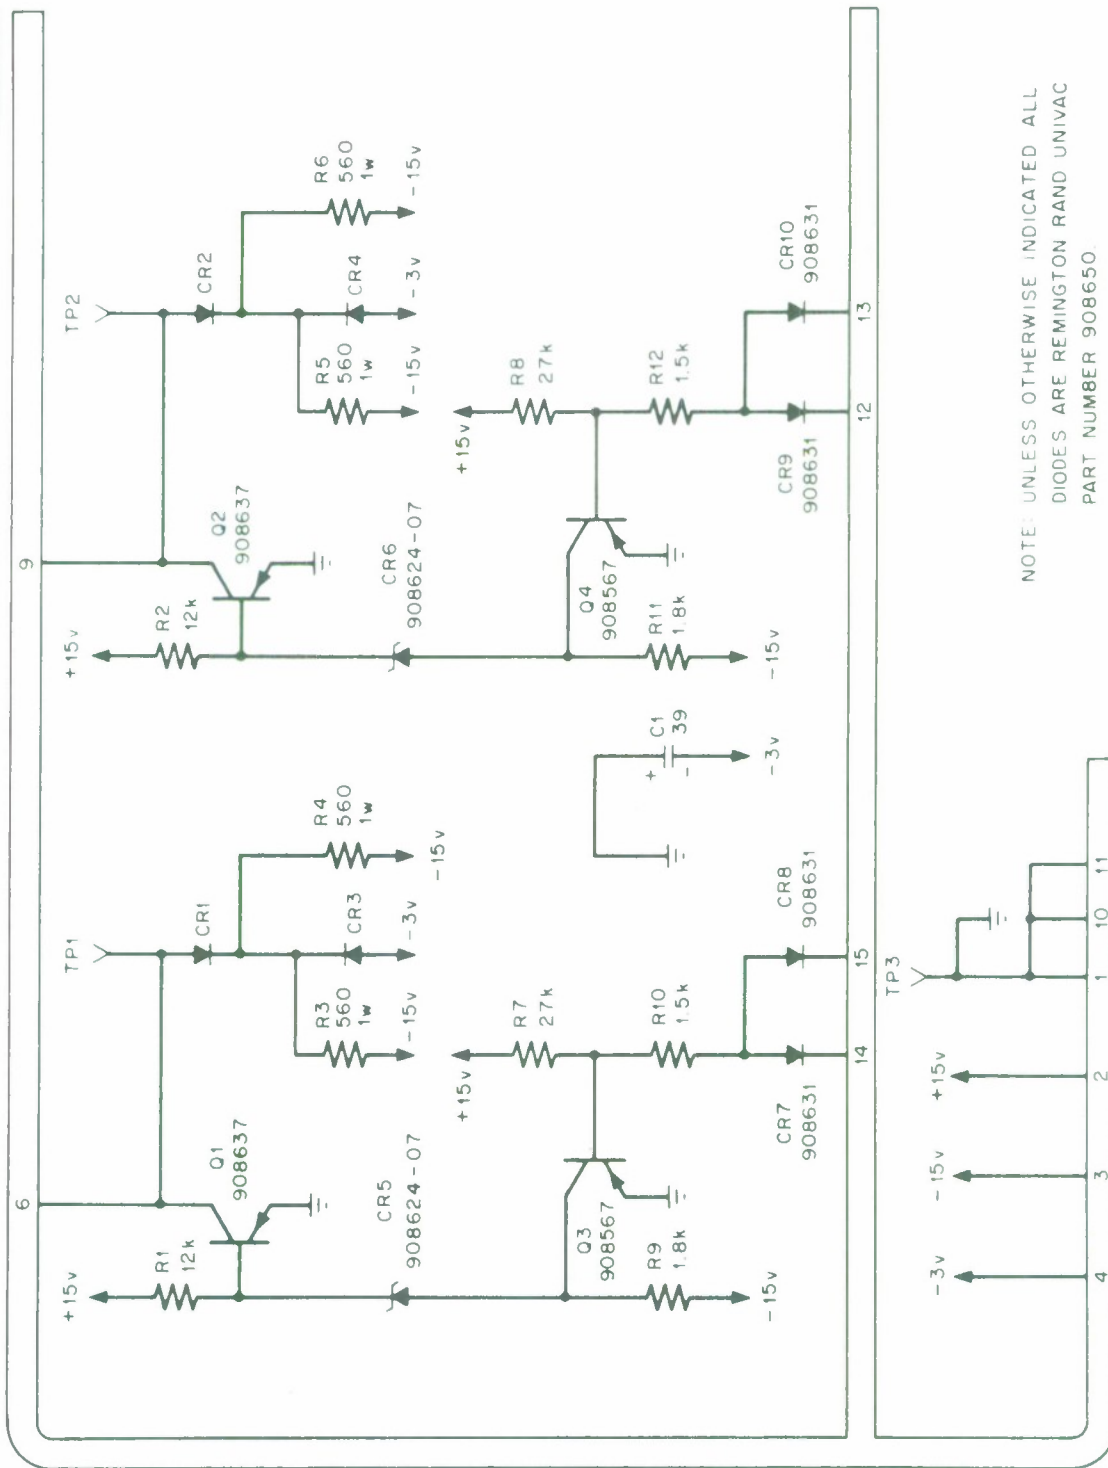 6
9
+15v
R1
12k
Q1
908637
TP1
CR1
R3
560
1w
-15v
CR3
-3v
R4
560
1w
-15v
CR5
908624-07
+15v
R7
27k
Q3
908567
R9
1.8k
-15v
R10
1.5k
CR7
908631
CR8
908631
14
15
C1
39
+
-
-3v
+15v
R2
12k
Q2
908637
TP2
CR2
R5
560
1w
-15v
CR4
-3v
R6
560
1w
-15v
CR6
908624-07
+15v
R8
27k
Q4
908567
R11
1.8k
-15v
R12
1.5k
CR9
908631
CR10
908631
12
13
-3v
-15v
+15v
TP3
4
3
2
1
10
11
NOTE: UNLESS OTHERWISE INDICATED ALL
DIODES ARE REMINGTON RAND UNIVAC
PART NUMBER 908650.